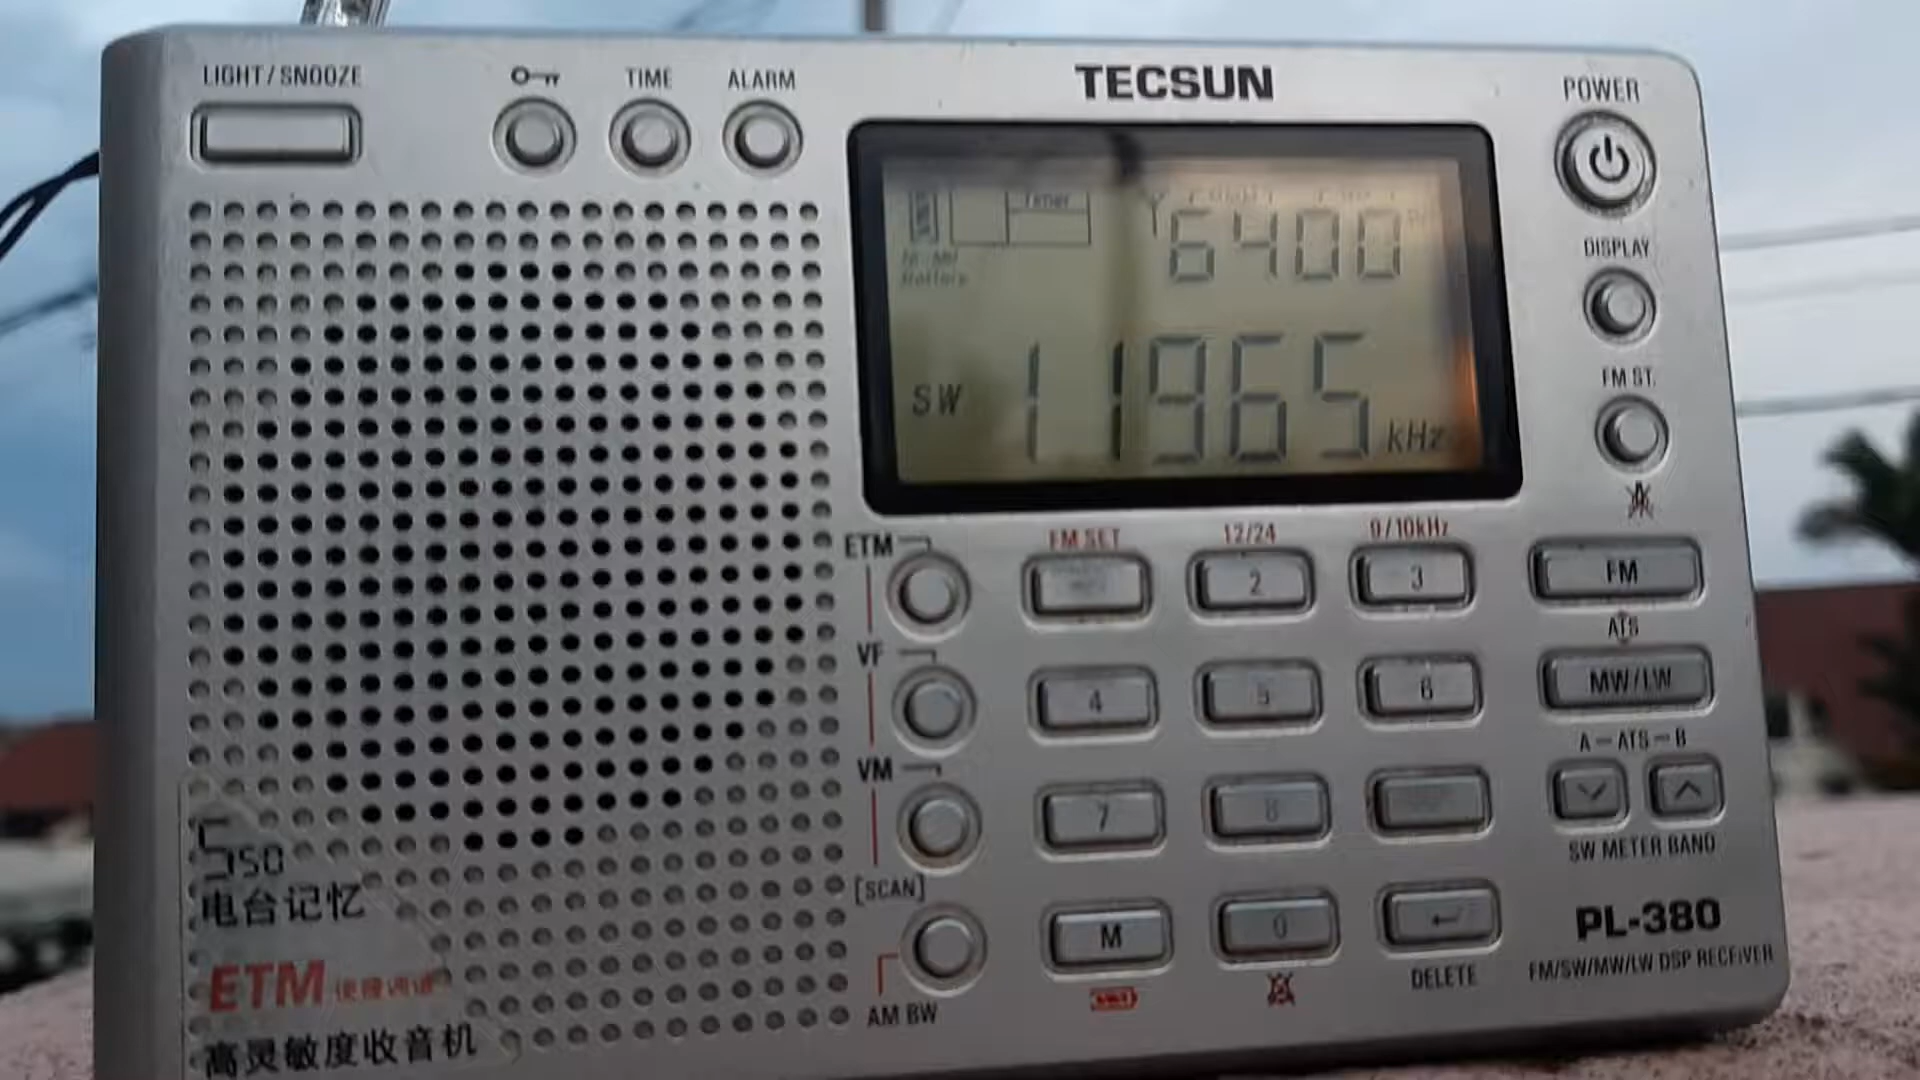 LIGHT / SNOOZE
TIME
ALARM
TECSUN
POWER
Timer
6400
DISPLAY
SW 11965 kHz
FM ST.
ETM
FM SET
12/24
9/10kHz
2
3
FM
ATS
VF
4
5
6
MW/LW
A－ATS－B
VM
7
8
SW METER BAND
550
电台记忆
[SCAN]
M
0
PL-380
DELETE
FM/SW/MW/LW DSP RECEIVER
ETM
AM BW
高灵敏度收音机